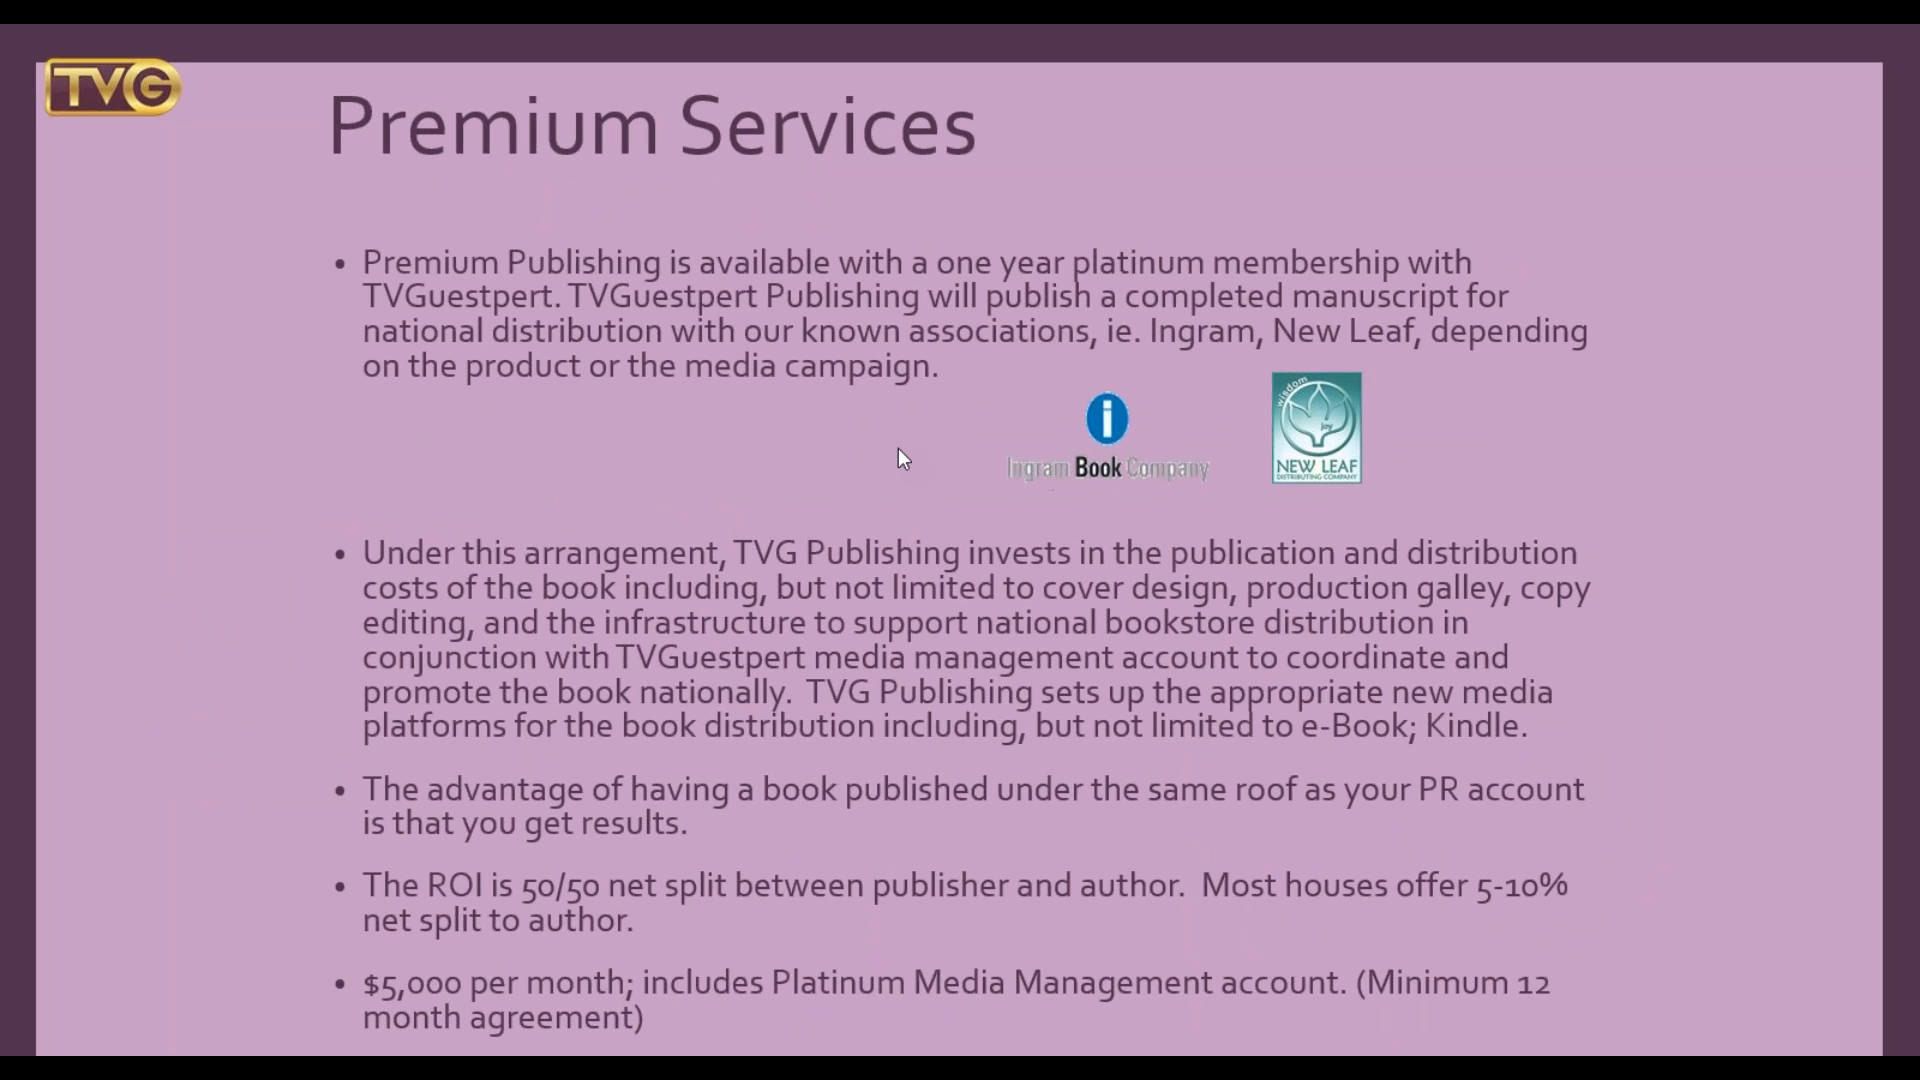 TVG
Premium Services
• Premium Publishing is available with a one year platinum membership with
TVGuestpert. TVGuestpert Publishing will publish a completed manuscript for
national distribution with our known associations, ie. Ingram, New Leaf, depending
on the product or the media campaign.
wisdom
joy
i
Ingram Book Company
NEW LEAF
DISTRIBUTING COMPANY
• Under this arrangement, TVG Publishing invests in the publication and distribution
costs of the book including, but not limited to cover design, production galley, copy
editing, and the infrastructure to support national bookstore distribution in
conjunction with TVGuestpert media management account to coordinate and
promote the book nationally.  TVG Publishing sets up the appropriate new media
platforms for the book distribution including, but not limited to e-Book; Kindle.
• The advantage of having a book published under the same roof as your PR account
is that you get results.
• The ROI is 50/50 net split between publisher and author.  Most houses offer 5-10%
net split to author.
• $5,000 per month; includes Platinum Media Management account. (Minimum 12
month agreement)